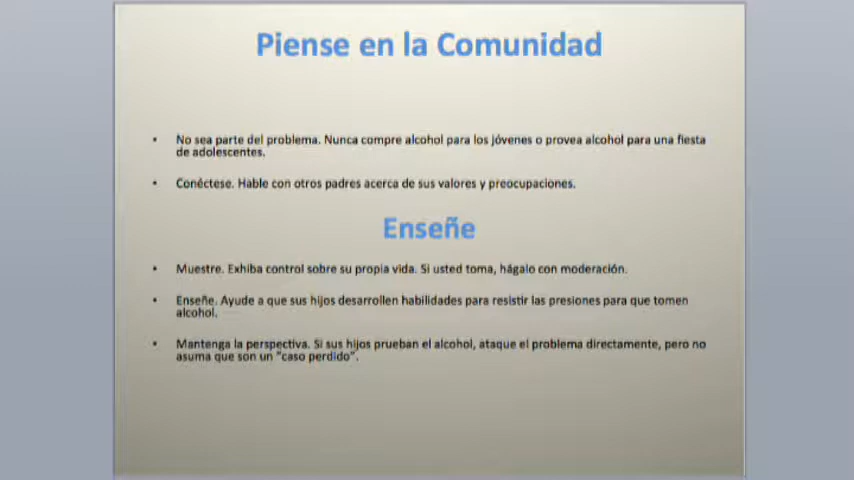 Piense en la Comunidad
• No sea parte del problema. Nunca compre alcohol para los jóvenes o provea alcohol para una fiesta
de adolescentes.
• Conéctese. Hable con otros padres acerca de sus valores y preocupaciones.
Enseñe
• Muestre. Exhiba control sobre su propia vida. Si usted toma, hágalo con moderación.
• Enseñe. Ayude a que sus hijos desarrollen habilidades para resistir las presiones para que tomen
alcohol.
• Mantenga la perspectiva. Si sus hijos prueban el alcohol, ataque el problema directamente, pero no
asuma que son un "caso perdido".